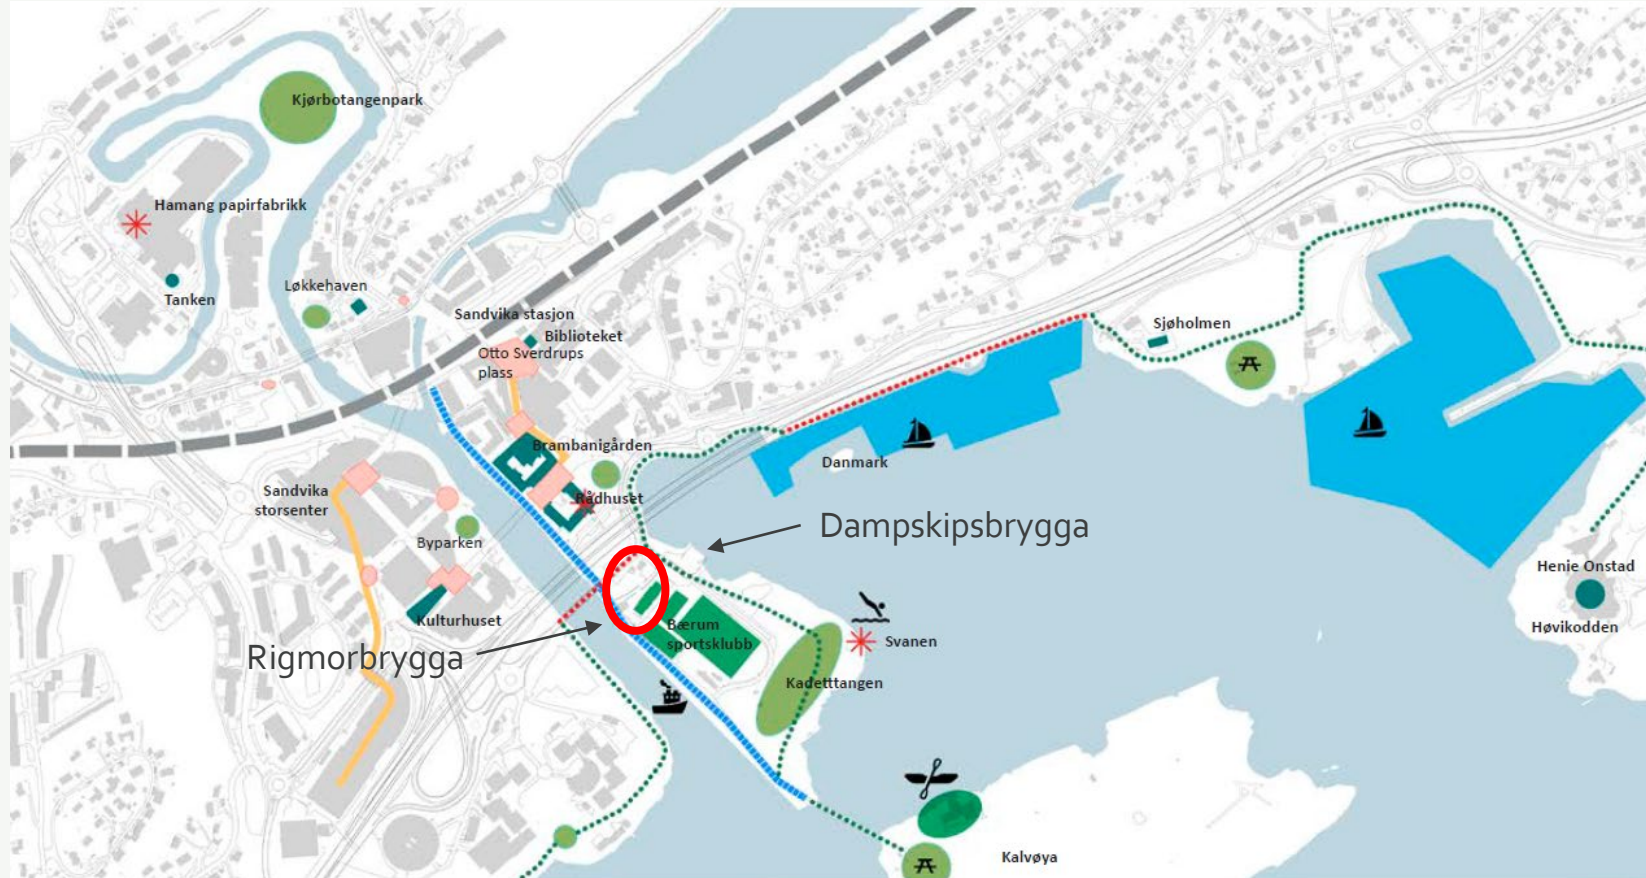 Kjørbotangenpark
Hamang papirfabrikk
Tanken
Løkkehaven
Sandvika stasjon
Biblioteket
Otto Sverdrups
plass
Sjøholmen
Brambanigården
Danmark
Sandvika
storsenter
Rådhuset
Byparken
Dampskipsbrygga
Henie Onstad
Høvikodden
Kulturhuset
Bærum
sportsklubb
Svanen
Rigmorbrygga
Kadetttangen
Kalvøya